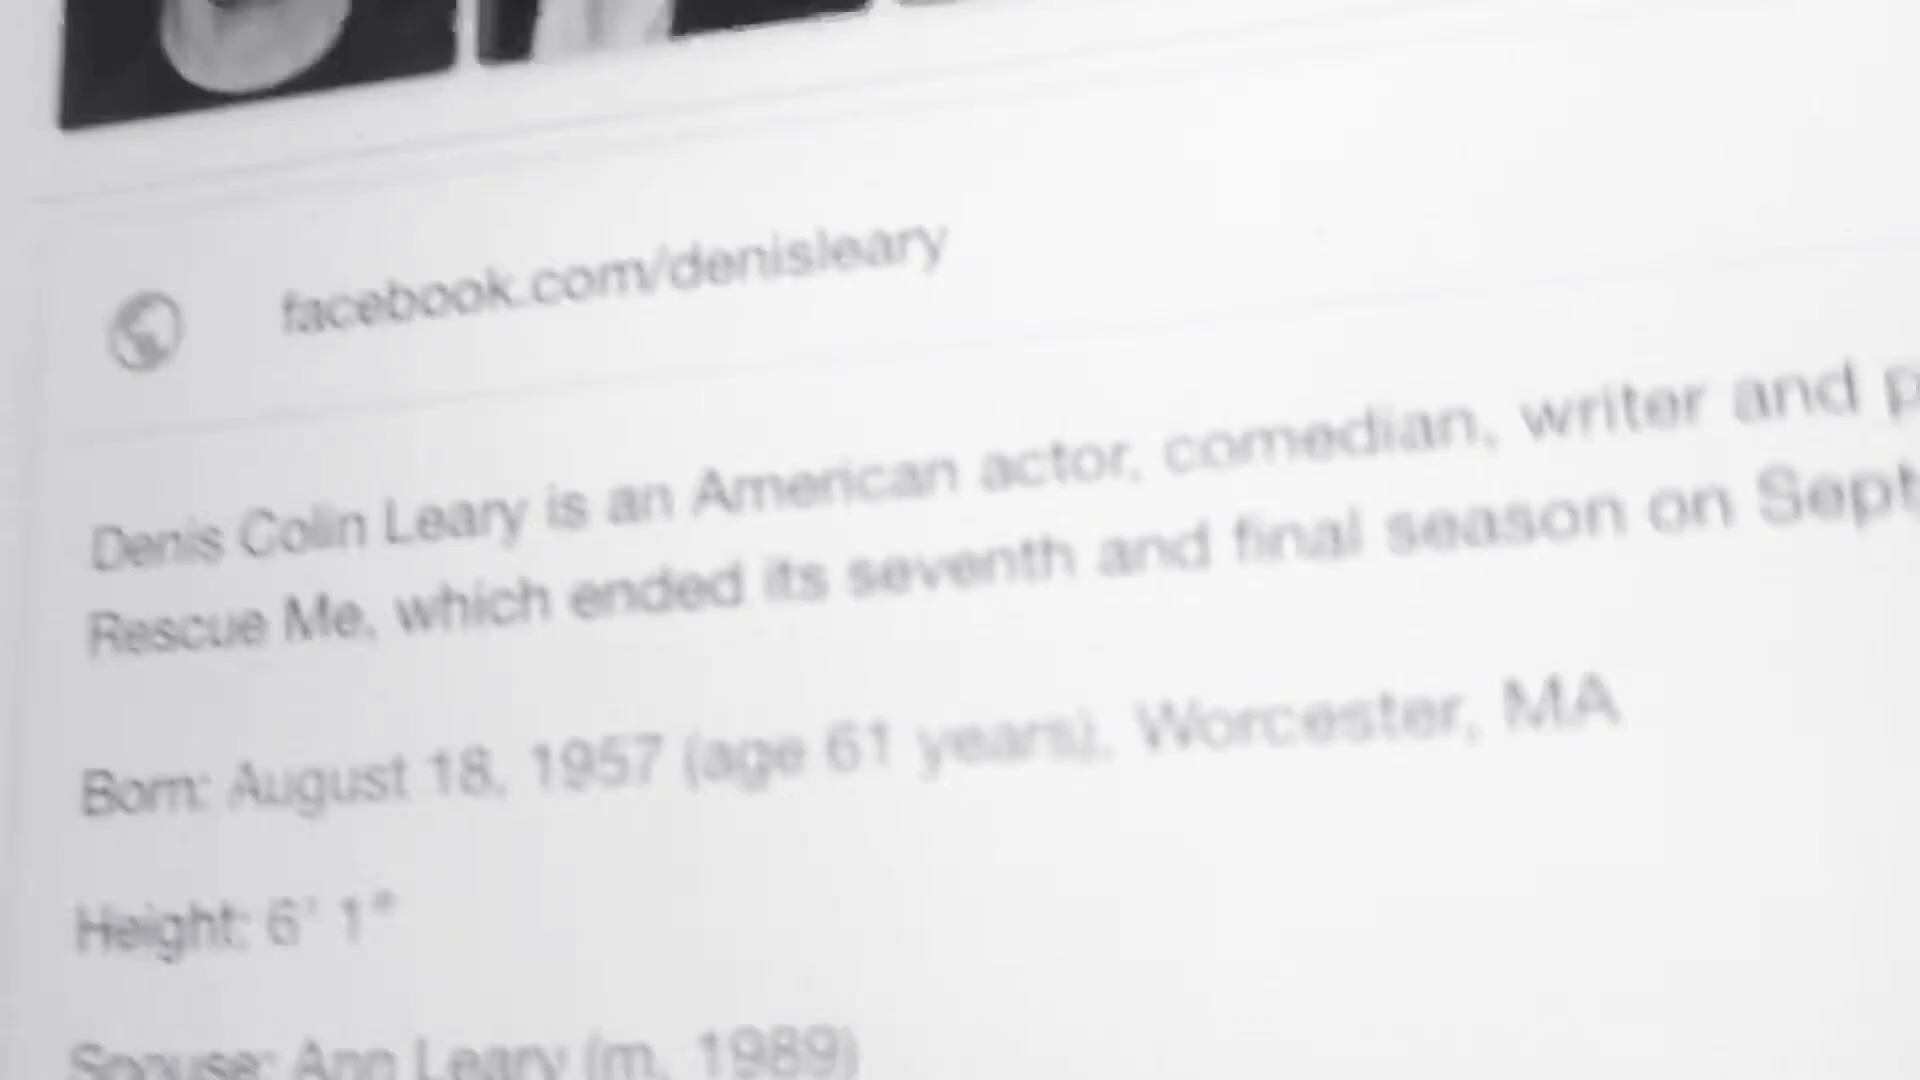 facebook.com/denisleary
Denis Colin Leary is an American actor, comedian, writer and
Rescue Me, which ended its seventh and final season on Sept
Born: August 18, 1957 (age 61 years), Worcester, MA
Height: 6' 1"
Spouse: Ann Leary (m. 1989)